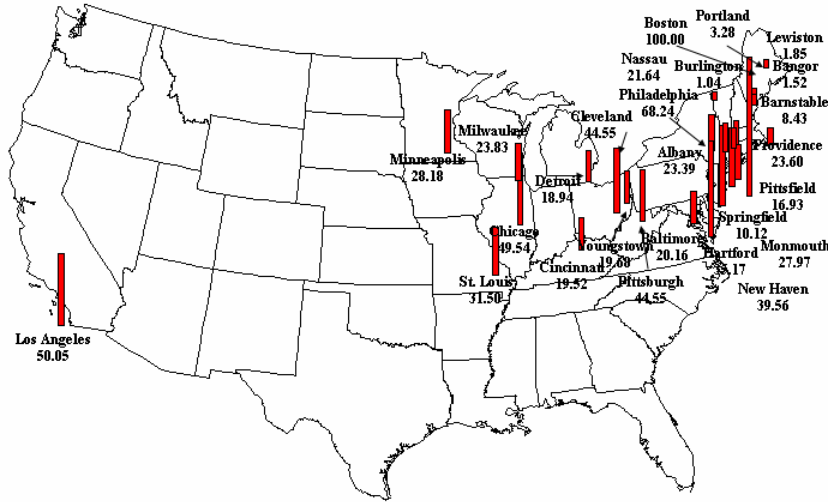 Portland
3.28
Boston
100.00
Lewiston
1.85
Nassau
21.64
Burlington
1.04
Bangor
1.52
Philadelphia
68.24
Barnstable
8.43
Cleveland
44.55
Milwaukee
23.83
Minneapolis
28.18
Albany
23.39
Providence
23.60
Detroit
18.94
Pittsfield
16.93
Springfield
10.12
Chicago
49.54
Youngstown
19.68
Baltimore
20.16
Hartford
Monmouth
27.97
Cincinnati
19.52
St. Louis
31.50
Pittsburgh
44.55
New Haven
39.56
Los Angeles
50.05